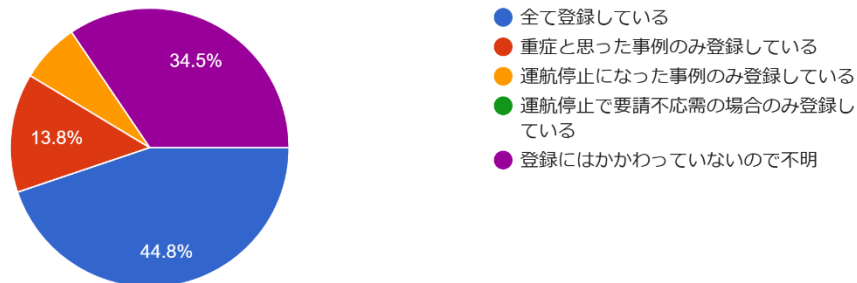 34.5%
13.8%
44.8%
全て登録している
重症と思った事例のみ登録している
運航停止になった事例のみ登録している
運航停止で要請不応需の場合のみ登録し
ている
登録にはかかわっていないので不明